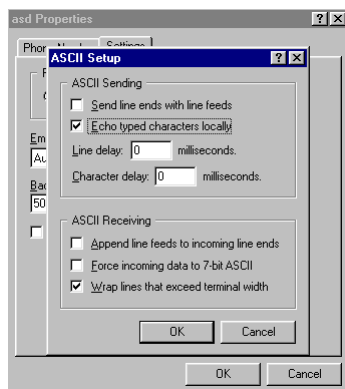 asd Properties
Settings
ASCII Setup
ASCII Sending
Send line ends with line feeds
Echo typed characters locally
Line delay: 0 milliseconds.
Character delay: 0 milliseconds.
ASCII Receiving
Append line feeds to incoming line ends
Force incoming data to 7-bit ASCII
Wrap lines that exceed terminal width
OK Cancel
OK Cancel